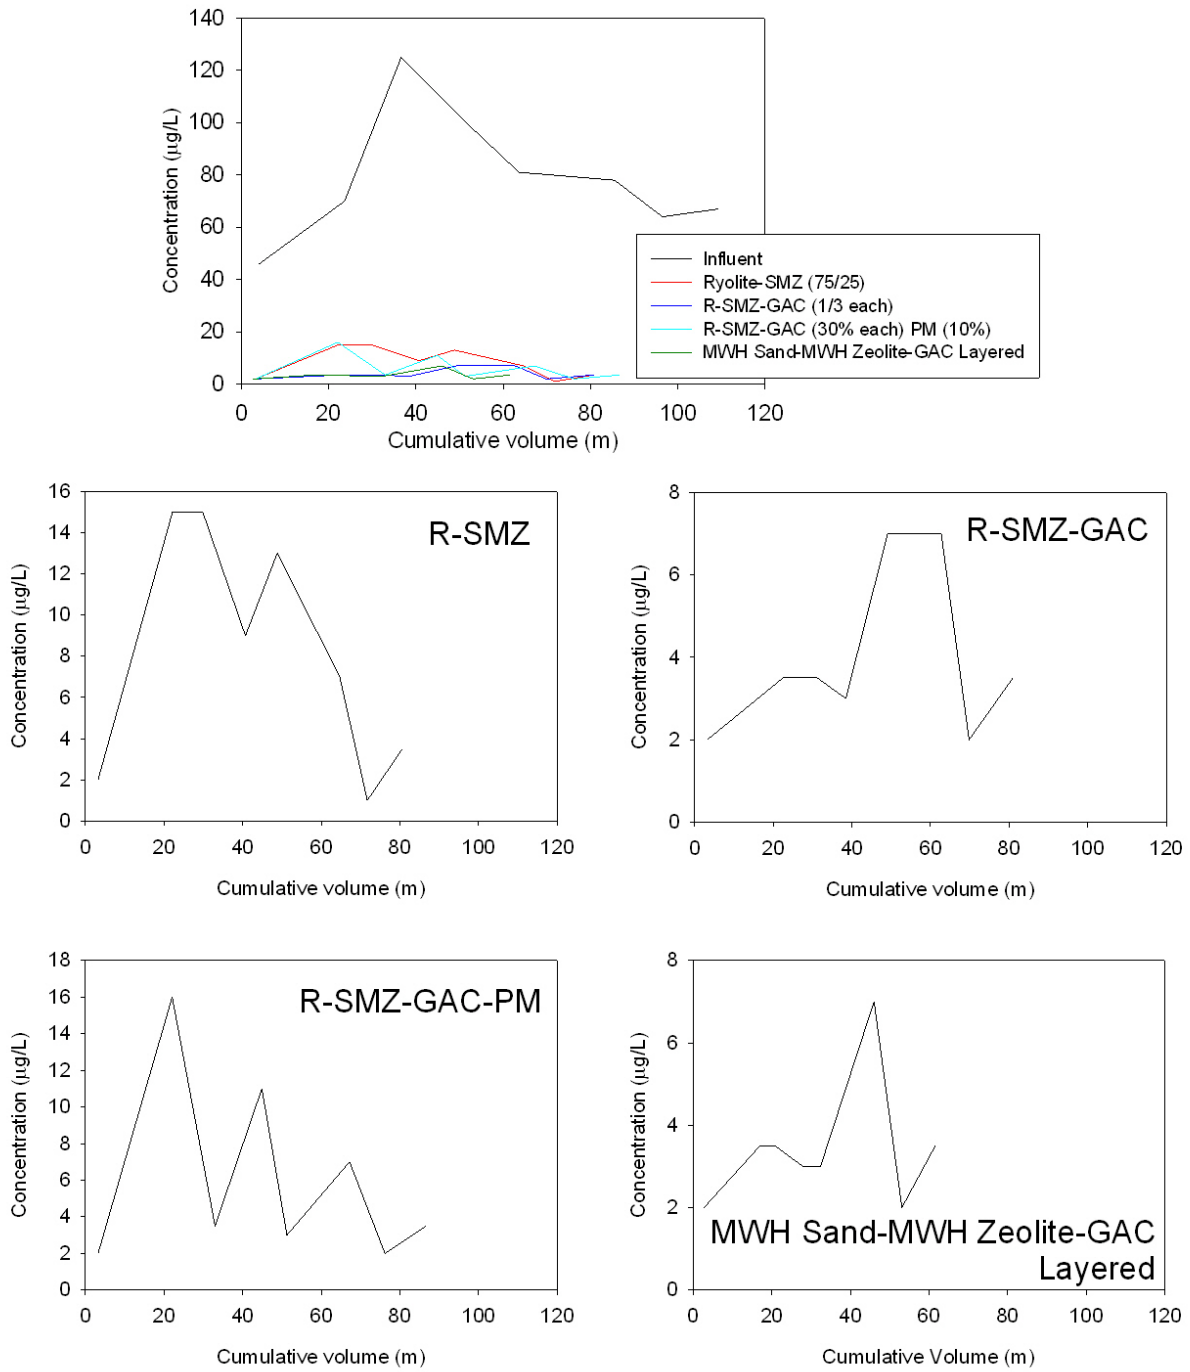 140
120
100
80
60
40
20
0
Concentration (μg/L)
0 20 40 60 80 100 120
Cumulative volume (m)
Influent
Ryolite-SMZ (75/25)
R-SMZ-GAC (1/3 each)
R-SMZ-GAC (30% each) PM (10%)
MWH Sand-MWH Zeolite-GAC Layered
16
14
12
10
8
6
4
2
0
Concentration (μg/L)
R-SMZ
0 20 40 60 80 100 120
Cumulative volume (m)
8
6
4
2
0
Concentration (μg/L)
R-SMZ-GAC
0 20 40 60 80 100 120
Cumulative volume (m)
18
16
14
12
10
8
6
4
2
0
Concentration (μg/L)
R-SMZ-GAC-PM
0 20 40 60 80 100 120
Cumulative volume (m)
8
6
4
2
0
Concentration (μg/L)
MWH Sand-MWH Zeolite-GAC
Layered
0 20 40 60 80 100 120
Cumulative Volume (m)